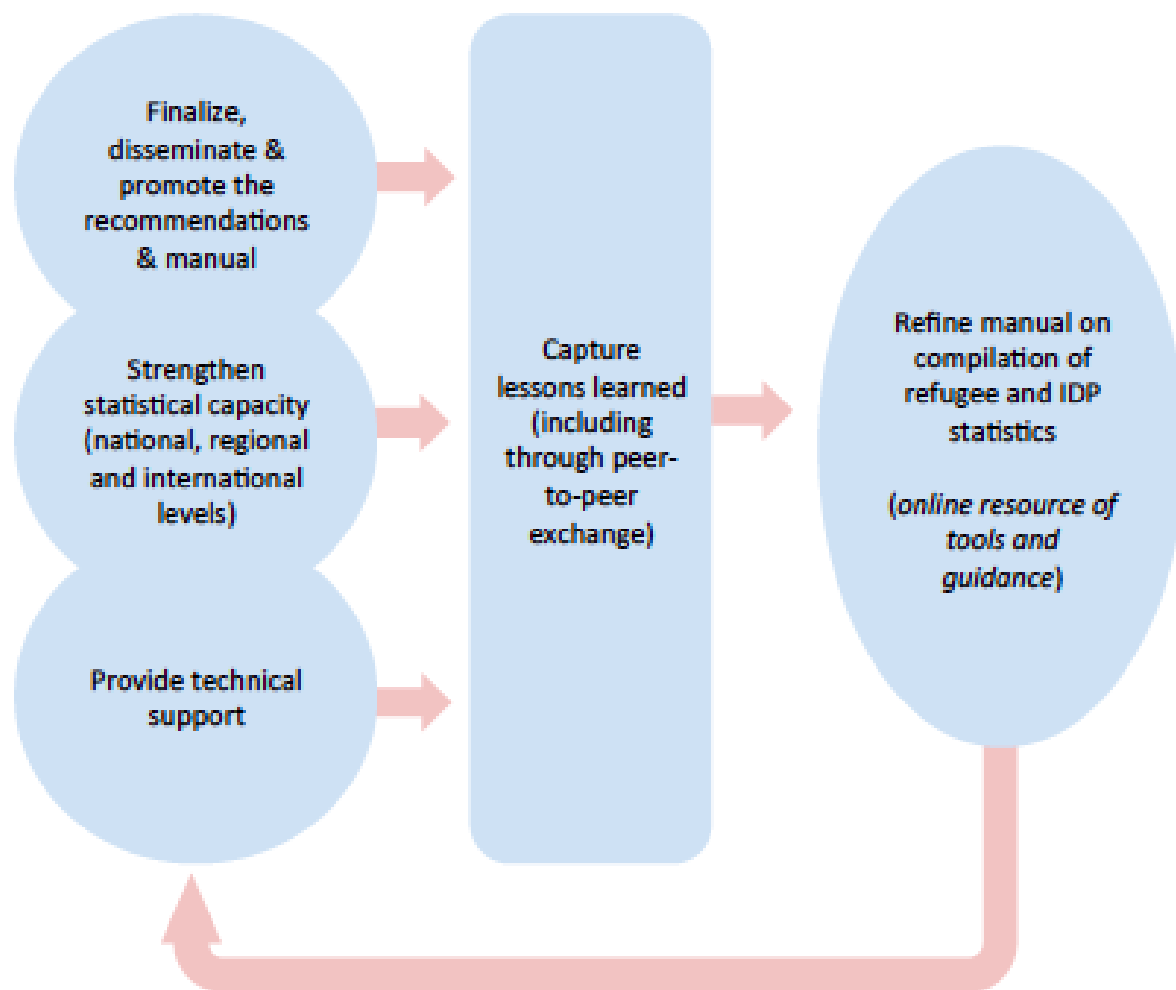 Finalize,
disseminate &
promote the
recommendations
& manual
Strengthen
statistical capacity
(national, regional
and international
levels)
Provide technical
support
Capture
lessons learned
(including
through peer-
to-peer
exchange)
Refine manual on
compilation of
refugee and IDP
statistics
(online resource of
tools and
guidance)